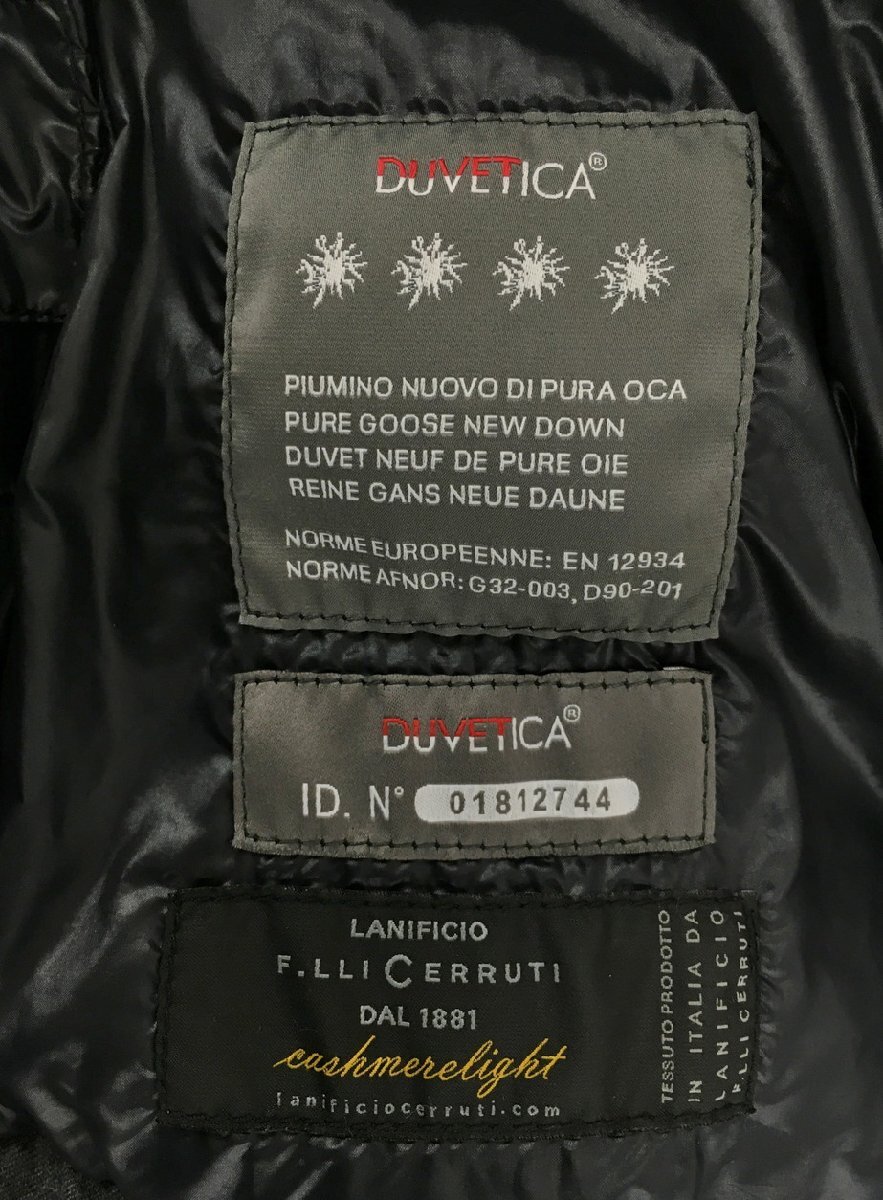 DUVETICA®
PIUMINO NUOVO DI PURA OCA
PURE GOOSE NEW DOWN
DUVET NEUF DE PURE OIE
REINE GANS NEUE DAUNE
NORME EUROPEENNE: EN 12934
NORME AFNOR: G32-003, D90-201
DUVETICA®
ID. N° 01812744
LANIFICIO
F.LLI CERRUTI
DAL 1881
cashmerelight
lanificiocerruti.com
TESSUTO PRODOTTO
IN ITALIA DA
LANIFICIO
F.LLI CERRUTI